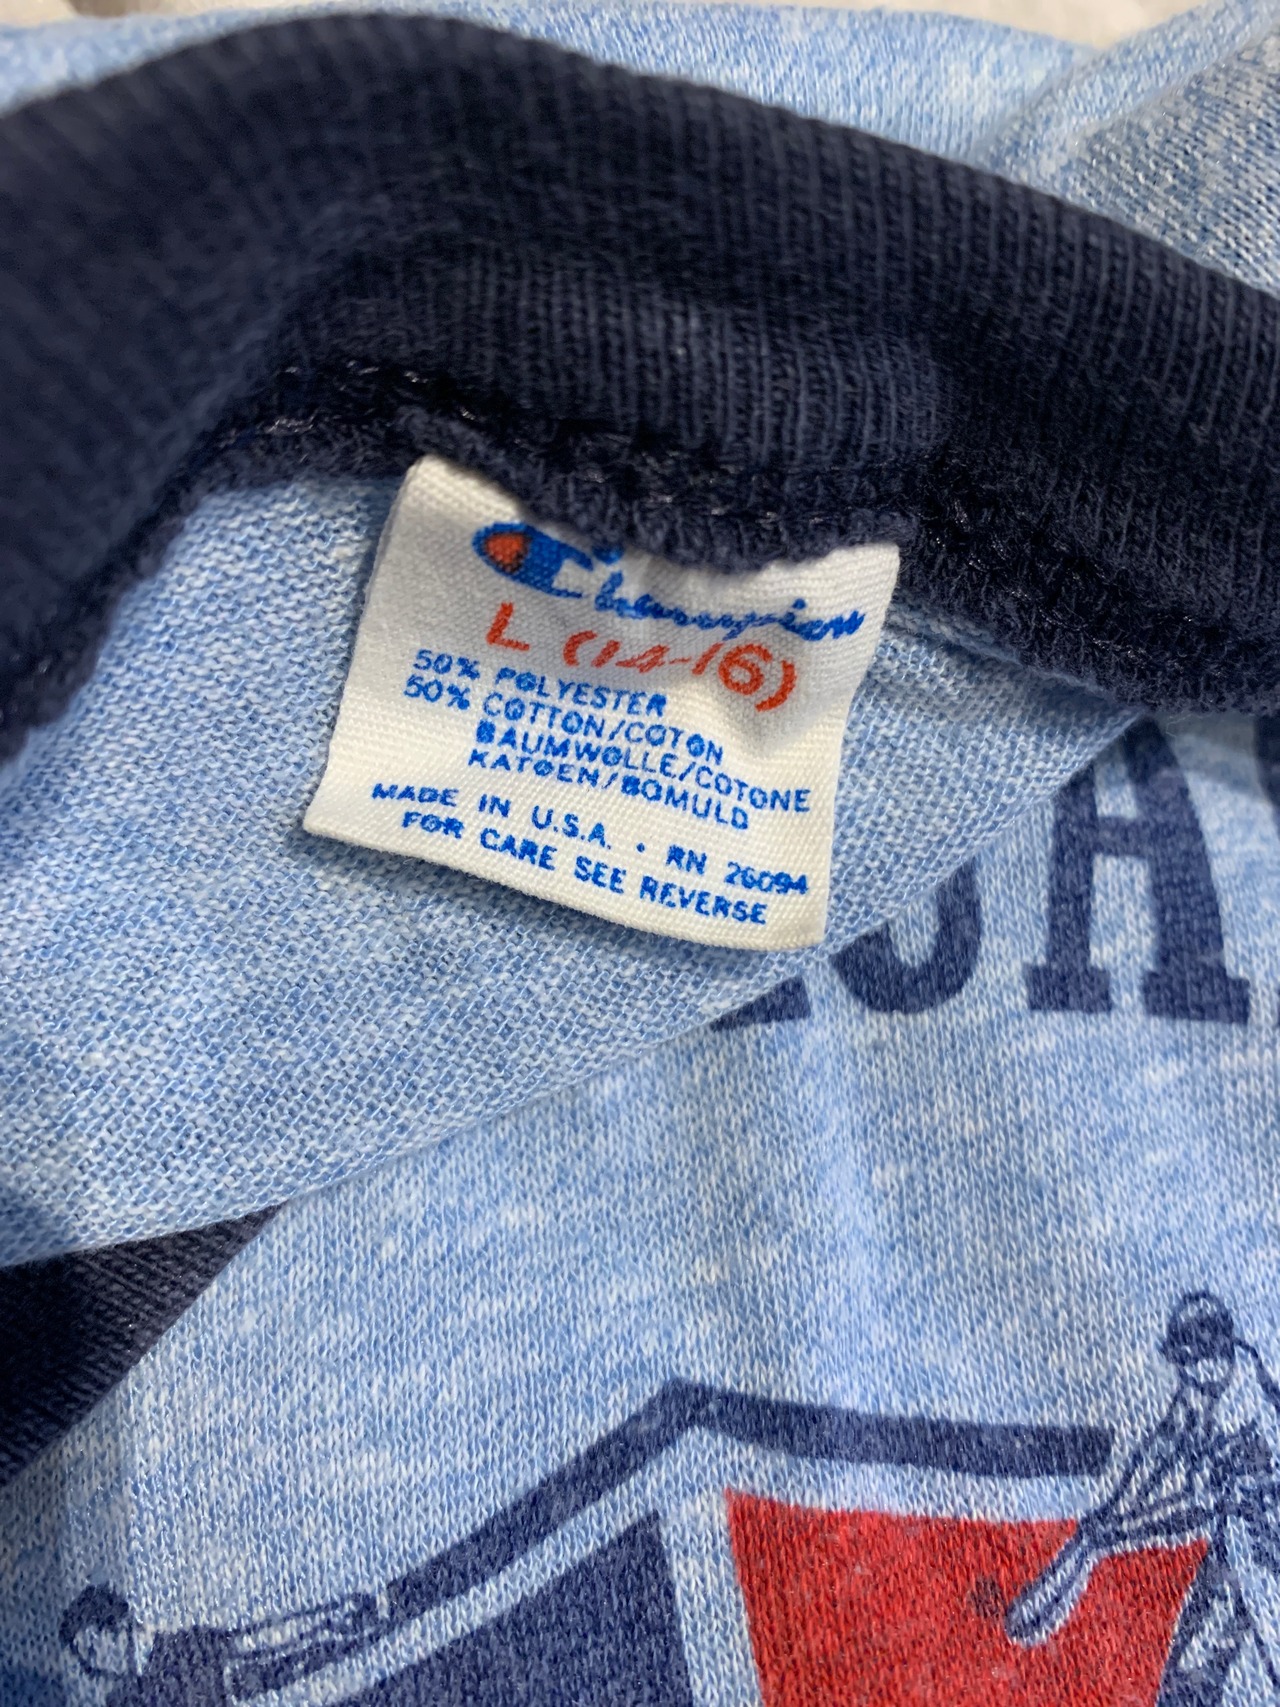 Champion
L (14-16)
50% POLYESTER
50% COTTON/COTON
BAUMWOLLE/COTONE
KATOEN/BOMULD
MADE IN U.S.A. • RN 26094
FOR CARE SEE REVERSE